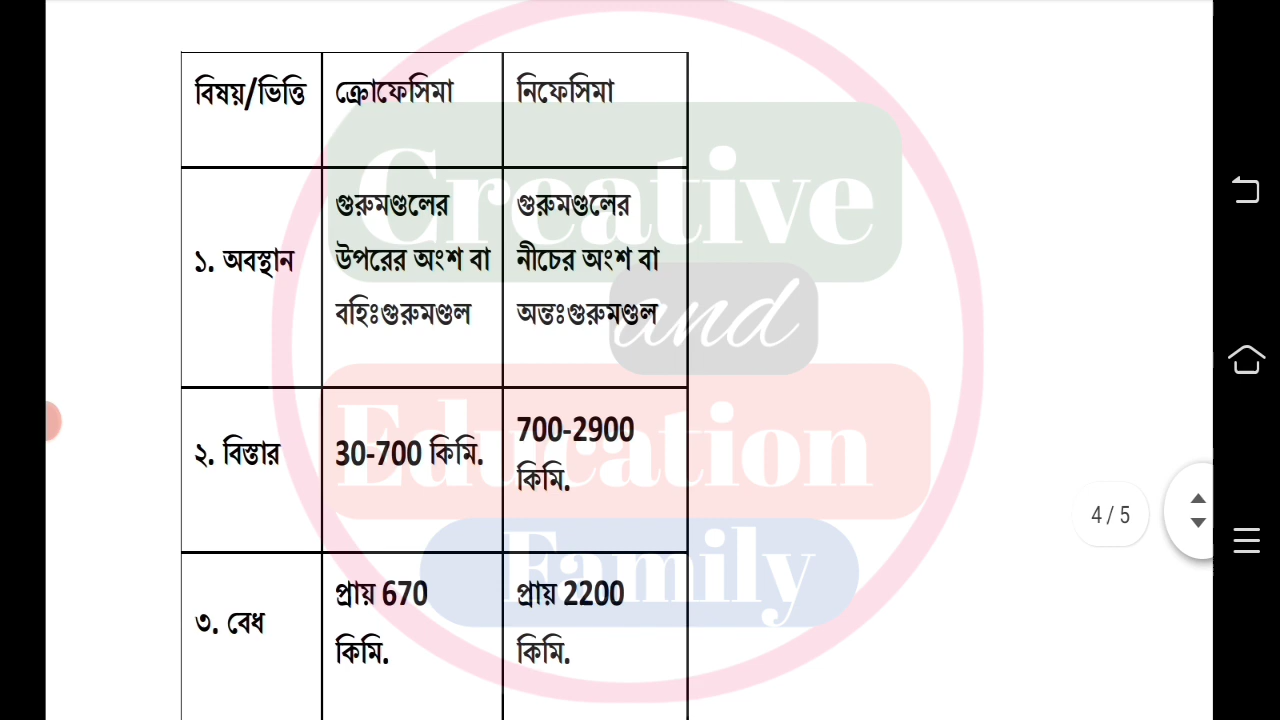 বিষয়/ভিত্তি ক্রোফেসিমা নিফেসিমা
১. অবস্থান
গুরুমণ্ডলের
উপরের অংশ বা
বহিঃগুরুমণ্ডল
গুরুমণ্ডলের
নীচের অংশ বা
অন্তঃগুরুমণ্ডল
২. বিস্তার
30-700 কিমি.
700-2900
কিমি.
৩. বেধ
প্রায় 670
কিমি.
প্রায় 2200
কিমি.
Creative
and
Education
Family
4 / 5